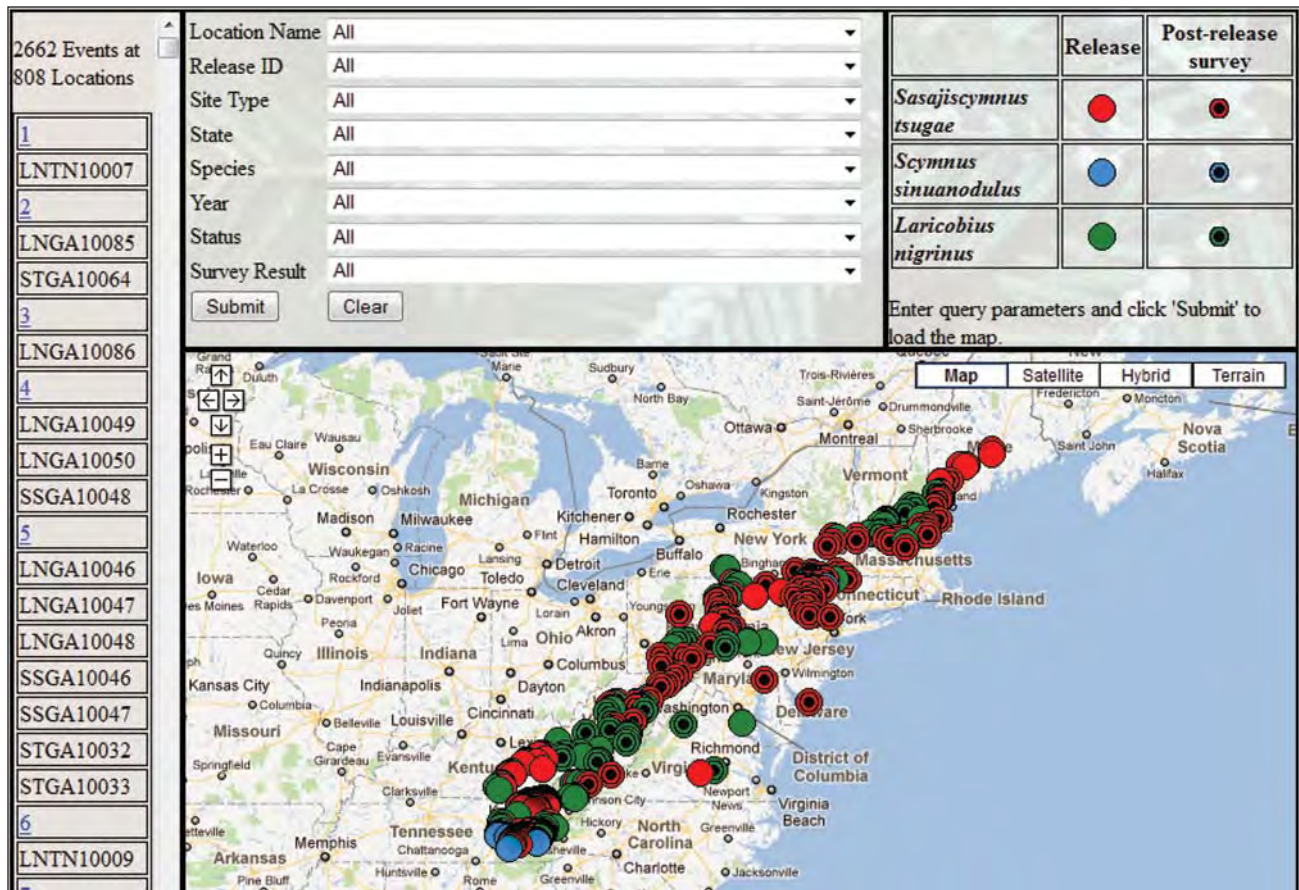 2662 Events at
808 Locations
1
LNTN10007
2
LNGA10085
STGA10064
3
LNGA10086
4
LNGA10049
LNGA10050
SSGA10048
5
LNGA10046
LNGA10047
LNGA10048
SSGA10046
SSGA10047
STGA10032
STGA10033
6
LNTN10009
Location Name All
Release ID All
Site Type All
State All
Species All
Year All
Status All
Survey Result All
Submit Clear
Release Post-release
survey
Sasajiscymnus
tsugae
Scymnus
sinuanodulus
Laricobius
nigrinus
Enter query parameters and click 'Submit' to
load the map.
Map Satellite Hybrid Terrain
Grand
Duluth
Marie
Sudbury
North Bay
Trois-Rivières
Saint-Jérôme
Drummondville
Fredericton
Moncton
Ottawa
Montreal
Sherbrooke
Saint John
Nova
Scotia
Halifax
Eau Claire
Wausau
Wisconsin
La Crosse
Oshkosh
Michigan
Barrie
Oshawa
Toronto
Kingston
Vermont
Rochester
Madison
Milwaukee
Flint
Kitchener
Hamilton
Buffalo
New York
Massachusetts
Waterloo
Waukegan
Racine
Rockford
Chicago
Lansing
Detroit
Erie
Iowa
Cedar
Rapids
Davenport
Joliet
Toledo
Cleveland
Rhode Island
Des Moines
Fort Wayne
Lorain
Akron
Peoria
Lima
Ohio
Illinois
Indiana
Columbus
New Jersey
Quincy
Kansas City
Indianapolis
Dayton
Wilmington
Columbia
Cincinnati
Washington
Delaware
Missouri
Belleville
Louisville
Richmond
District of
Columbia
Springfield
Cape
Girardeau
Evansville
Newport
News
Virginia
Beach
Clarksville
Johnson City
Hickory
North
Carolina
Greenville
Tennessee
Memphis
Chattanooga
Charlotte
Arkansas
Pine Bluff
Huntsville
Rome
Greenville
Jacksonville